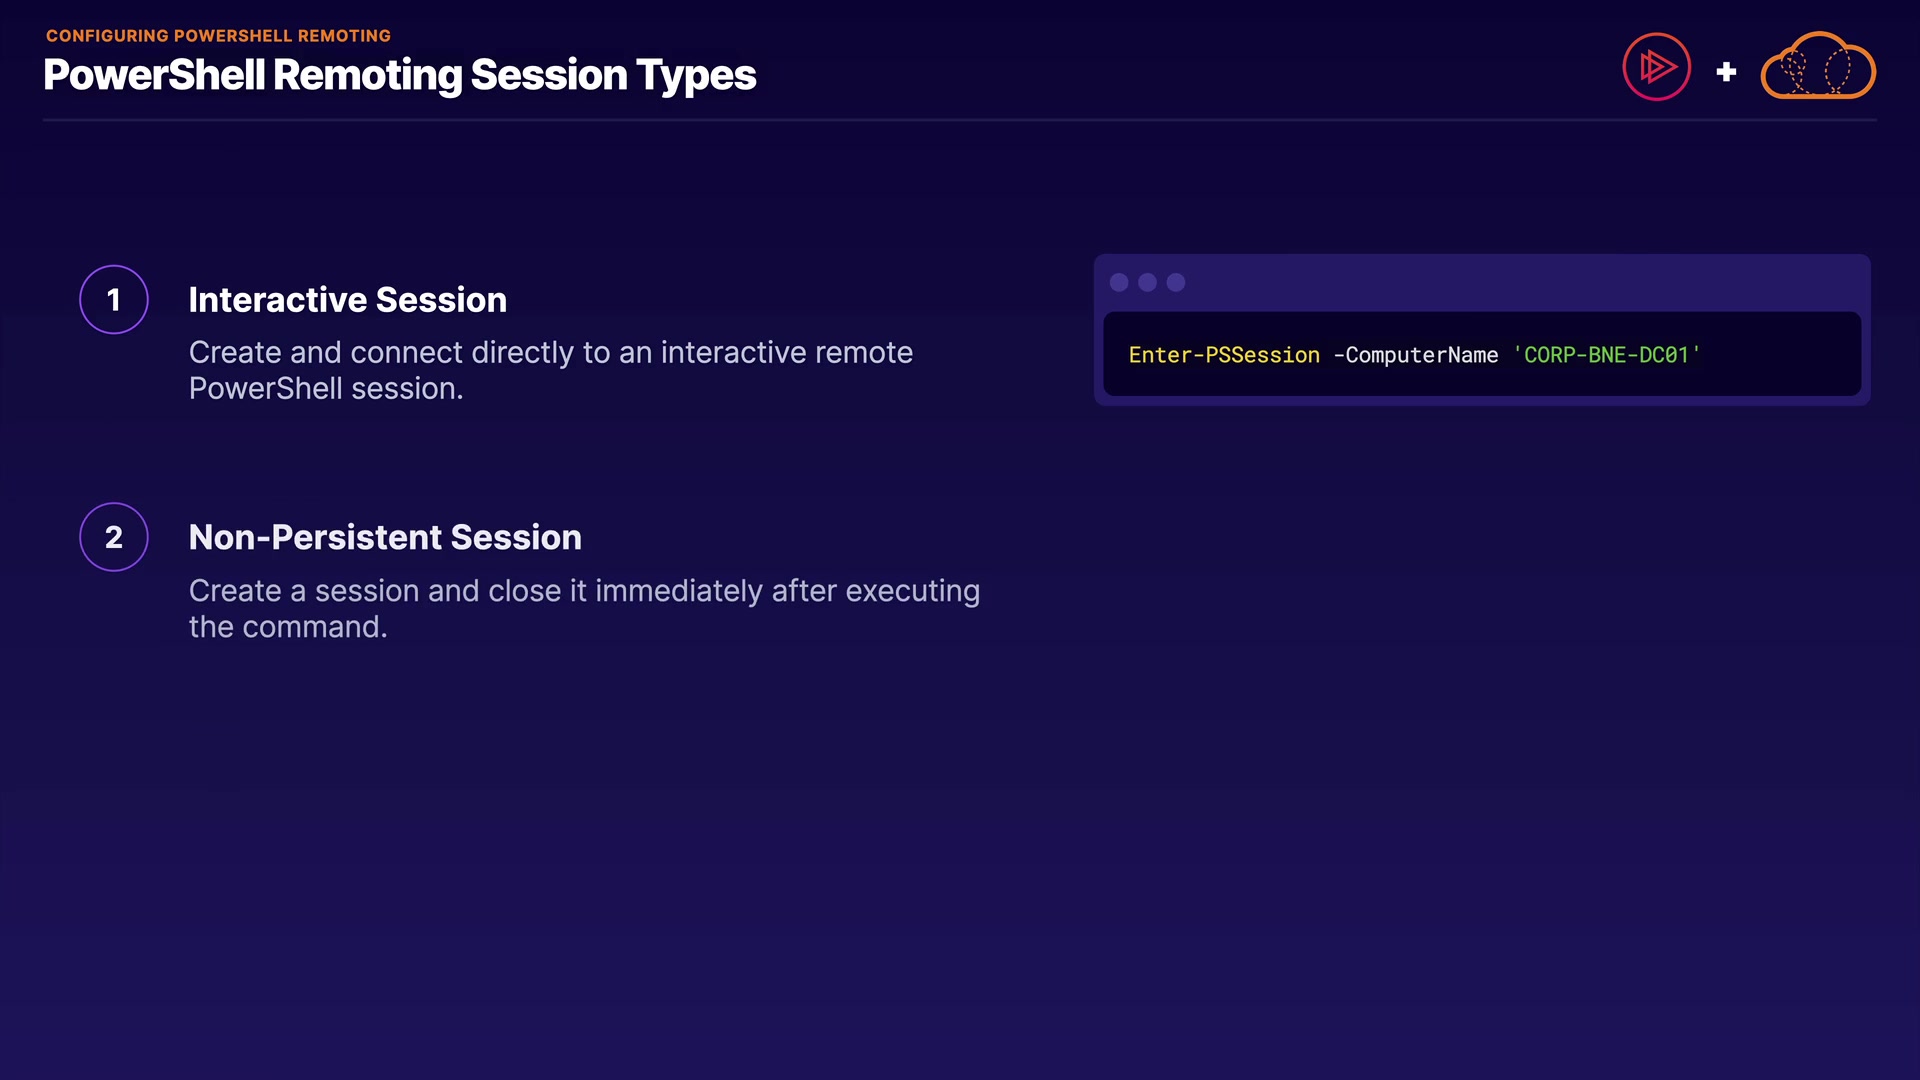 CONFIGURING POWERSHELL REMOTING
PowerShell Remoting Session Types
+
1
Interactive Session
Create and connect directly to an interactive remote
PowerShell session.
Enter-PSSession -ComputerName 'CORP-BNE-DC01'
2
Non-Persistent Session
Create a session and close it immediately after executing
the command.